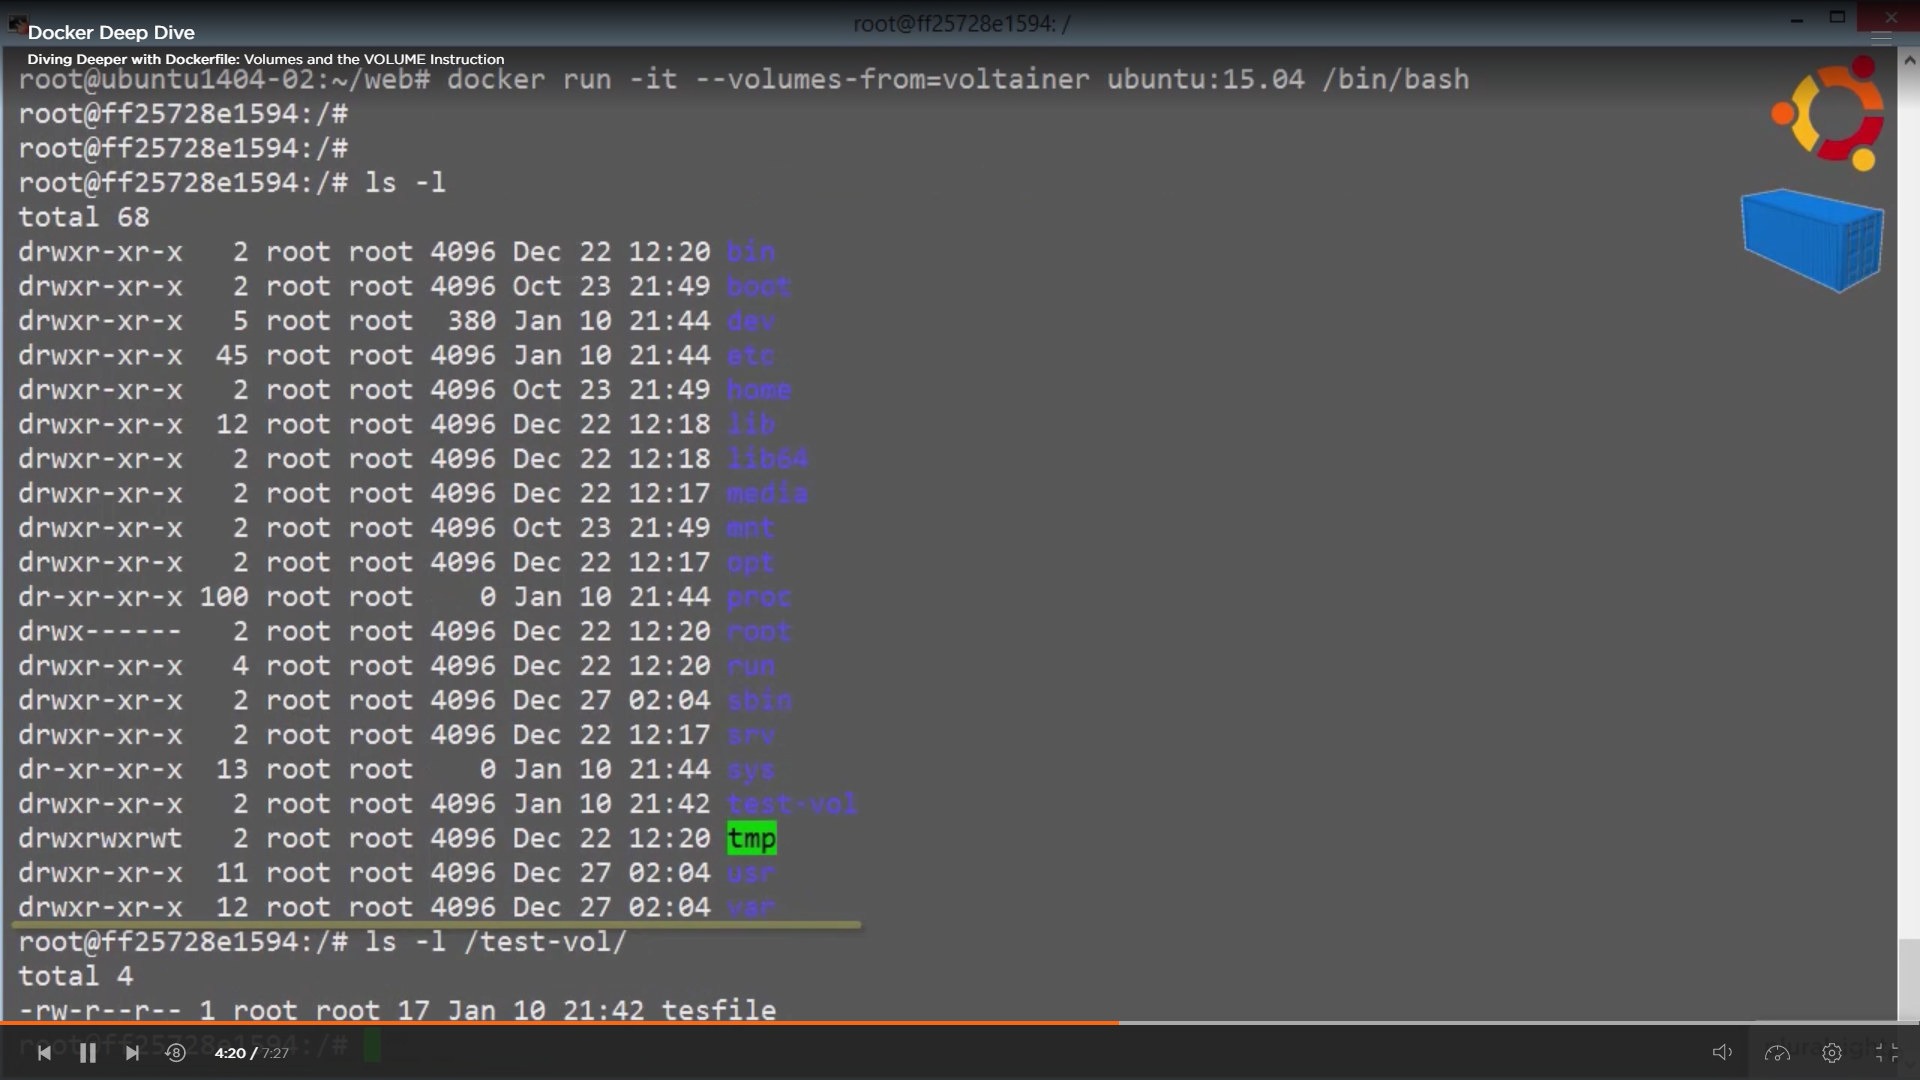 root@ff25728e1594: /
Docker Deep Dive
Diving Deeper with Dockerfile: Volumes and the VOLUME Instruction
root@ubuntu1404-02:~/web# docker run -it --volumes-from=voltainer ubuntu:15.04 /bin/bash
root@ff25728e1594:/#
root@ff25728e1594:/#
root@ff25728e1594:/# ls -l
total 68
drwxr-xr-x   2 root root 4096 Dec 22 12:20 bin
drwxr-xr-x   2 root root 4096 Oct 23 21:49 boot
drwxr-xr-x   5 root root  380 Jan 10 21:44 dev
drwxr-xr-x  45 root root 4096 Jan 10 21:44 etc
drwxr-xr-x   2 root root 4096 Oct 23 21:49 home
drwxr-xr-x  12 root root 4096 Dec 22 12:18 lib
drwxr-xr-x   2 root root 4096 Dec 22 12:18 lib64
drwxr-xr-x   2 root root 4096 Dec 22 12:17 media
drwxr-xr-x   2 root root 4096 Oct 23 21:49 mnt
drwxr-xr-x   2 root root 4096 Dec 22 12:17 opt
dr-xr-xr-x 100 root root    0 Jan 10 21:44 proc
drwx------   2 root root 4096 Dec 22 12:20 root
drwxr-xr-x   4 root root 4096 Dec 22 12:20 run
drwxr-xr-x   2 root root 4096 Dec 27 02:04 sbin
drwxr-xr-x   2 root root 4096 Dec 22 12:17 srv
dr-xr-xr-x  13 root root    0 Jan 10 21:44 sys
drwxr-xr-x   2 root root 4096 Jan 10 21:42 test-vol
drwxrwxrwt   2 root root 4096 Dec 22 12:20 tmp
drwxr-xr-x  11 root root 4096 Dec 27 02:04 usr
drwxr-xr-x  12 root root 4096 Dec 27 02:04 var
root@ff25728e1594:/# ls -l /test-vol/
total 4
-rw-r--r-- 1 root root 17 Jan 10 21:42 tesfile
root@ff25728e1594:/#
8 4:20 / 7:27